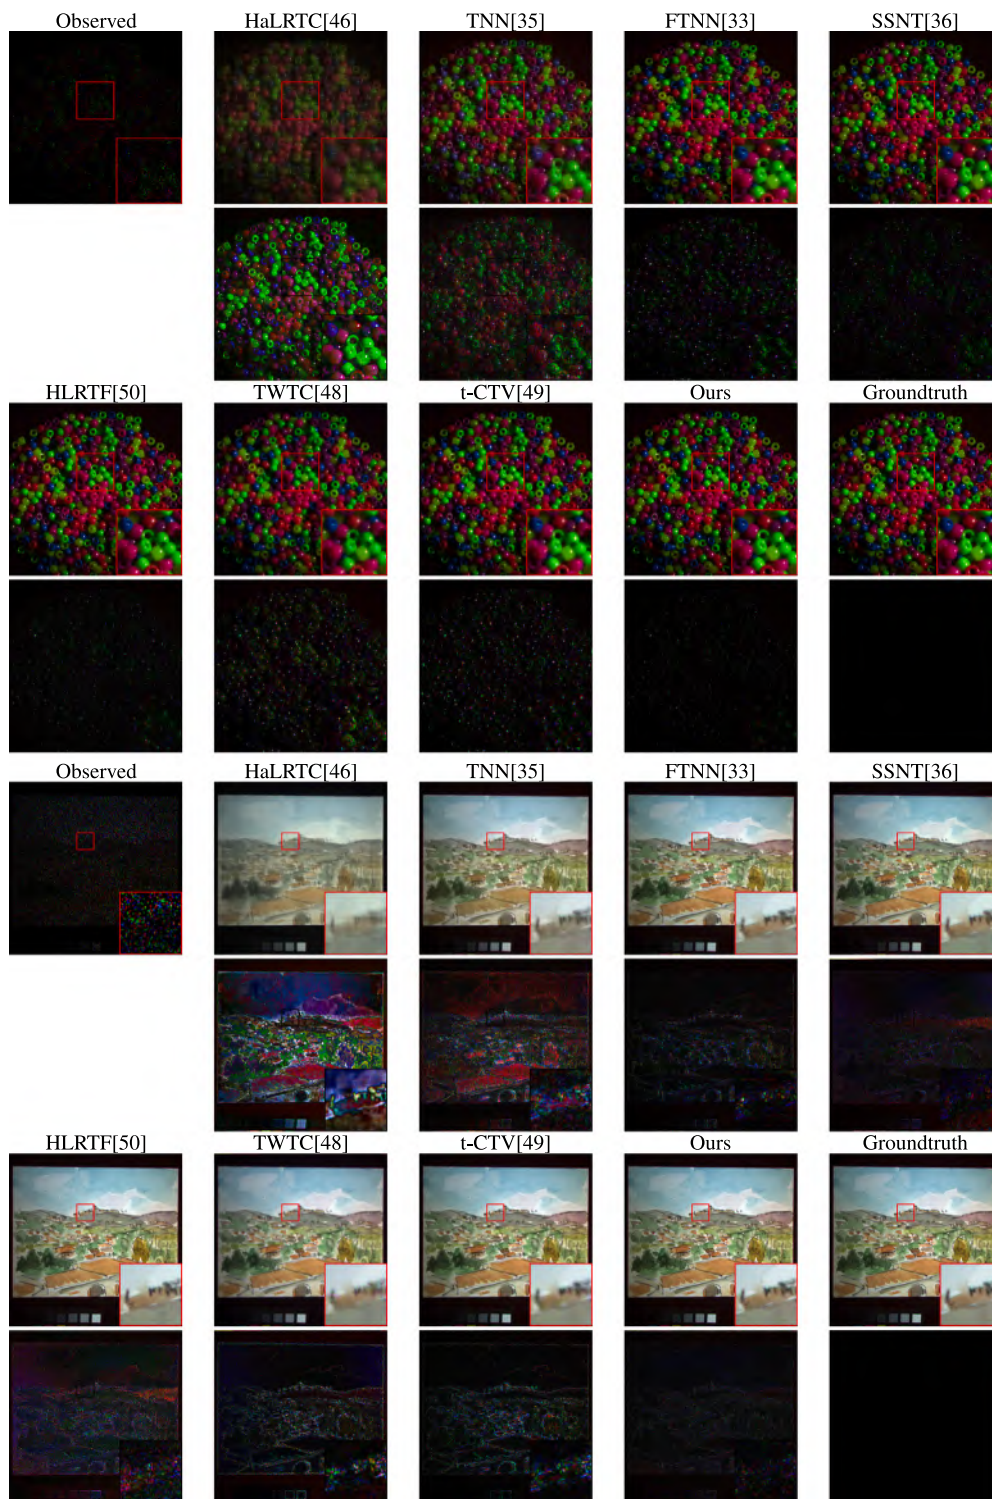 Observed HaLRTC[46] TNN[35] FTNN[33] SSNT[36]
HLRTF[50] TWTC[48] t-CTV[49] Ours Groundtruth
Observed HaLRTC[46] TNN[35] FTNN[33] SSNT[36]
HLRTF[50] TWTC[48] t-CTV[49] Ours Groundtruth